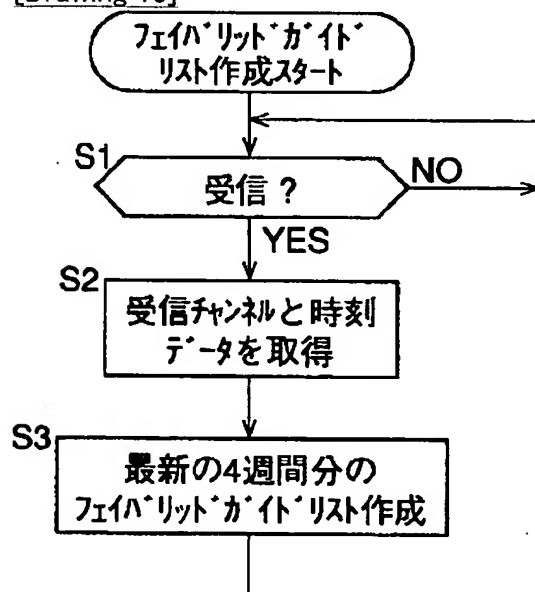 フェイバリットガイド
リスト作成スタート
S1
受信?
NO
YES
S2
受信チャンネルと時刻
データを取得
S3
最新の4週間分の
フェイバリットガイドリスト作成